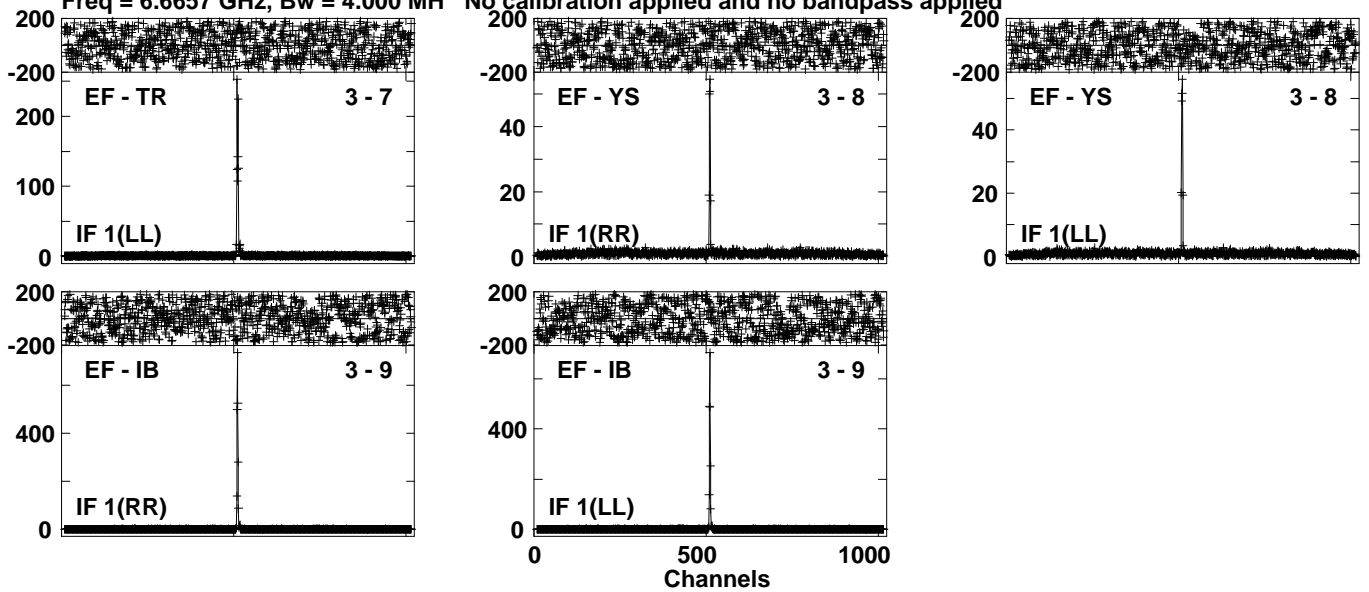 Freq = 6.6657 GHz, Bw = 4.000 MH No calibration applied and no bandpass applied
200
-200
EF - TR 3 - 7
200
100
IF 1(LL)
0
200
-200
EF - YS 3 - 8
40
20
IF 1(RR)
0
200
-200
EF - YS 3 - 8
40
20
IF 1(LL)
0
200
-200
EF - IB 3 - 9
400
IF 1(RR)
0
200
-200
EF - IB 3 - 9
400
IF 1(LL)
0
0 500 1000
Channels